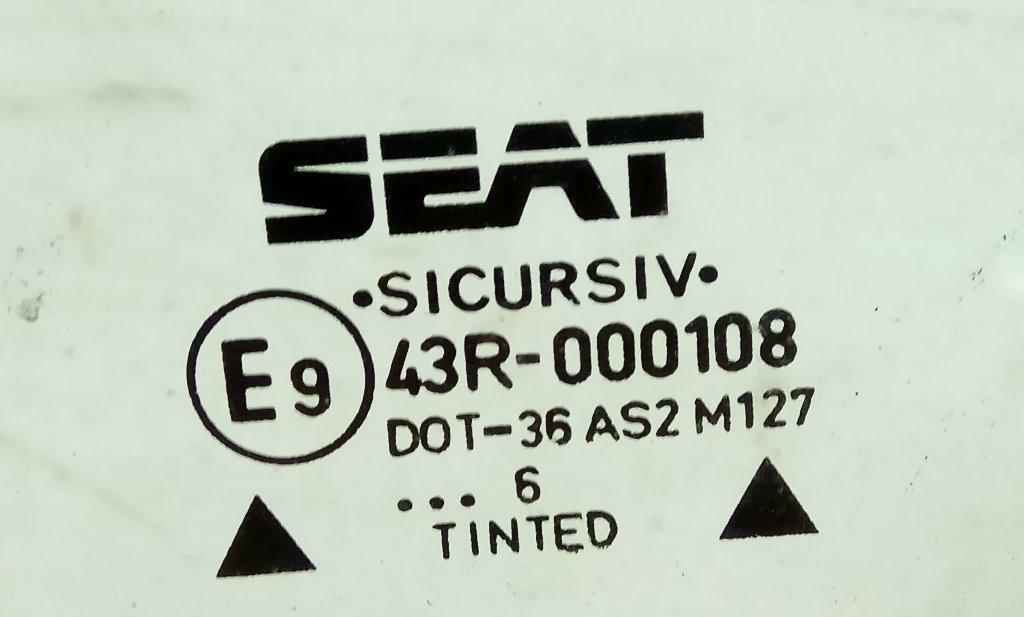 SEAT
•SICURSIV•
E9 43R-000108
DOT-36 AS2 M127
... 6
TINTED